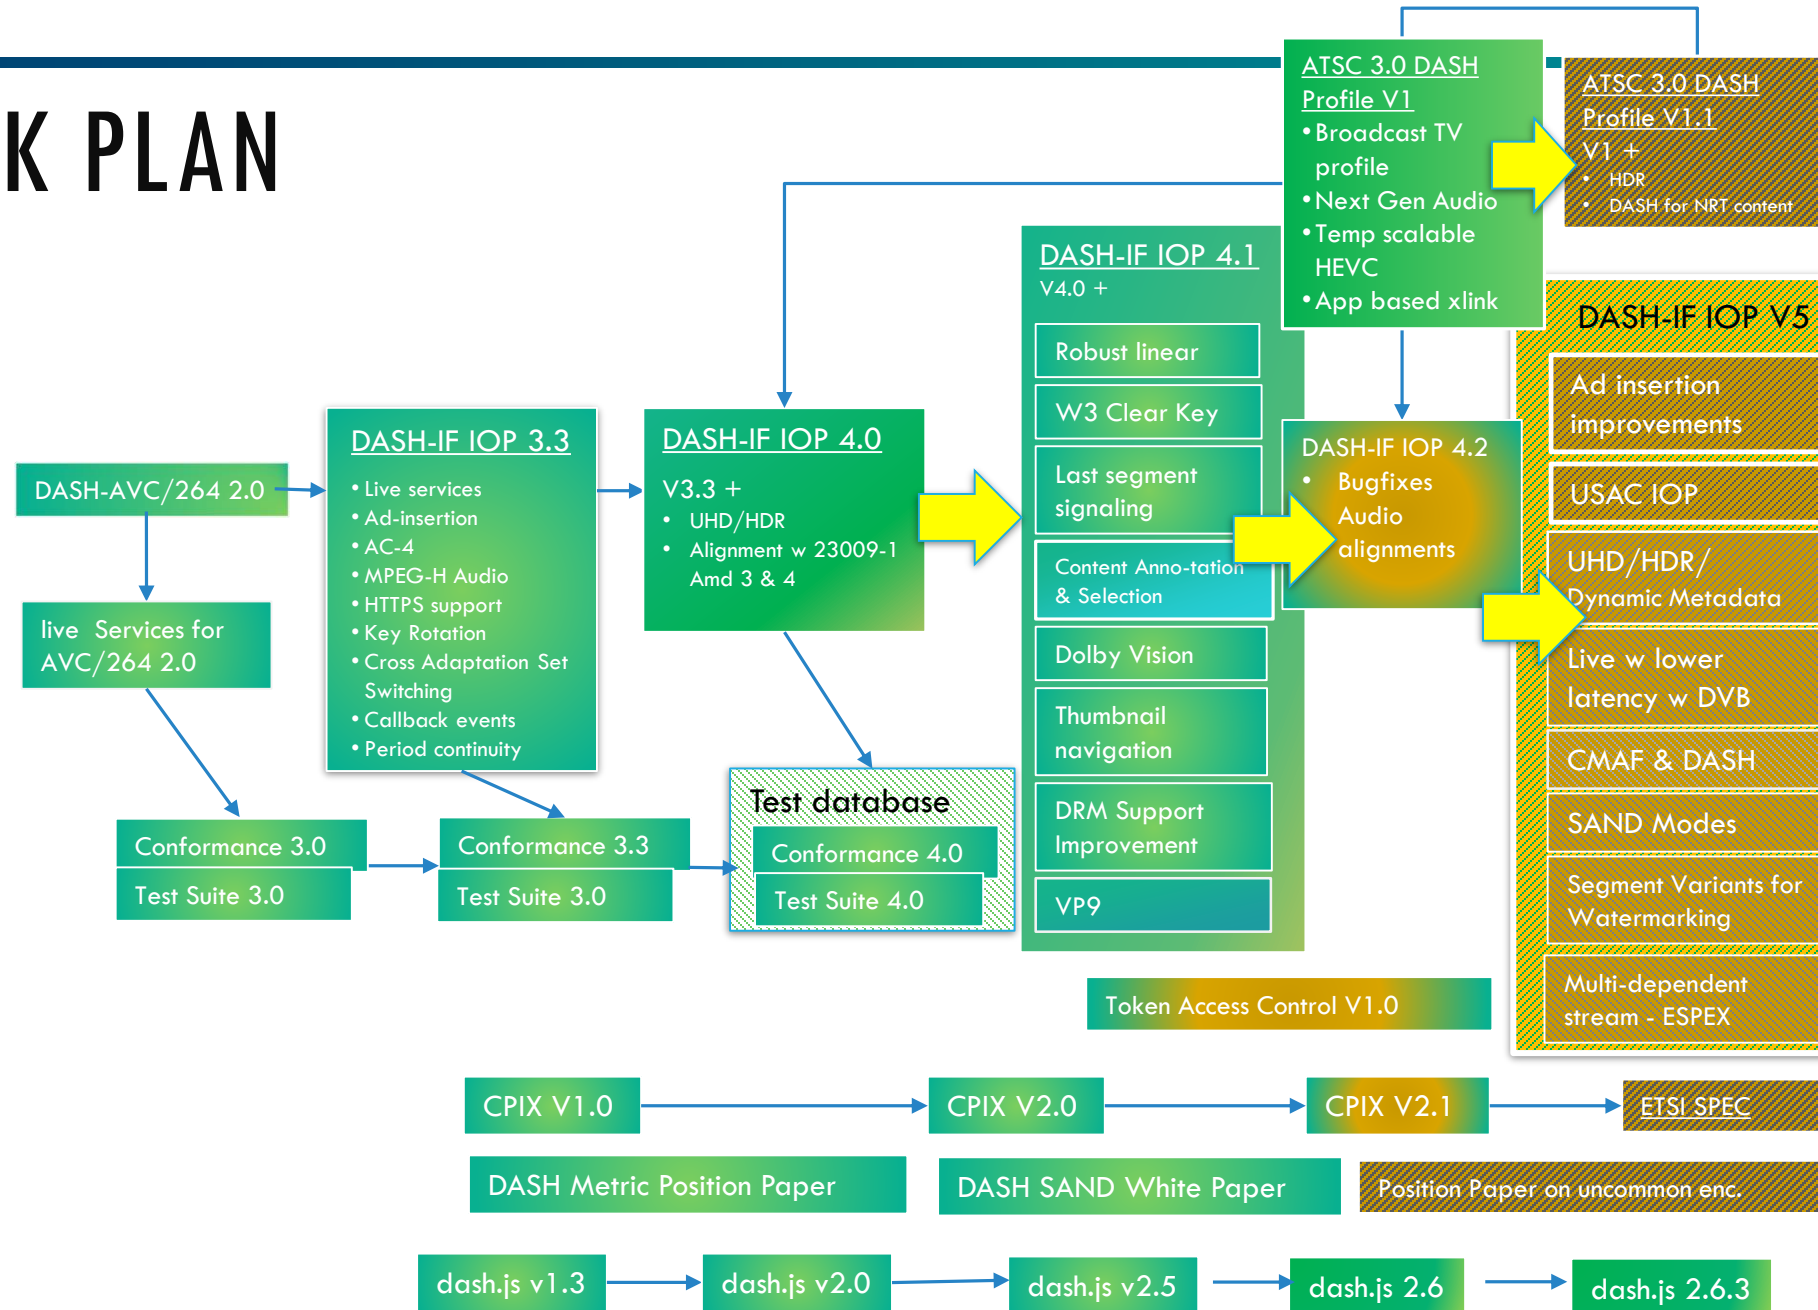 K PLAN
ATSC 3.0 DASH
Profile V1
• Broadcast TV
profile
• Next Gen Audio
• Temp scalable
HEVC
• App based xlink
ATSC 3.0 DASH
Profile V1.1
V1 +
• HDR
• DASH for NRT content
DASH-AVC/264 2.0
live Services for
AVC/264 2.0
DASH-IF IOP 3.3
• Live services
• Ad-insertion
• AC-4
• MPEG-H Audio
• HTTPS support
• Key Rotation
• Cross Adaptation Set
Switching
• Callback events
• Period continuity
DASH-IF IOP 4.0
V3.3 +
• UHD/HDR
• Alignment w 23009-1
Amd 3 & 4
DASH-IF IOP 4.1
V4.0 +
Robust linear
W3 Clear Key
Last segment
signaling
Content Anno-tation
& Selection
Dolby Vision
Thumbnail
navigation
DRM Support
Improvement
VP9
DASH-IF IOP 4.2
• Bugfixes
Audio
alignments
DASH-IF IOP V5
Ad insertion
improvements
USAC IOP
UHD/HDR/
Dynamic Metadata
Live w lower
latency w DVB
CMAF & DASH
SAND Modes
Segment Variants for
Watermarking
Multi-dependent
stream - ESPEX
Conformance 3.0
Test Suite 3.0
Conformance 3.3
Test Suite 3.0
Test database
Conformance 4.0
Test Suite 4.0
Token Access Control V1.0
CPIX V1.0
CPIX V2.0
CPIX V2.1
ETSI SPEC
DASH Metric Position Paper
DASH SAND White Paper
Position Paper on uncommon enc.
dash.js v1.3
dash.js v2.0
dash.js v2.5
dash.js 2.6
dash.js 2.6.3